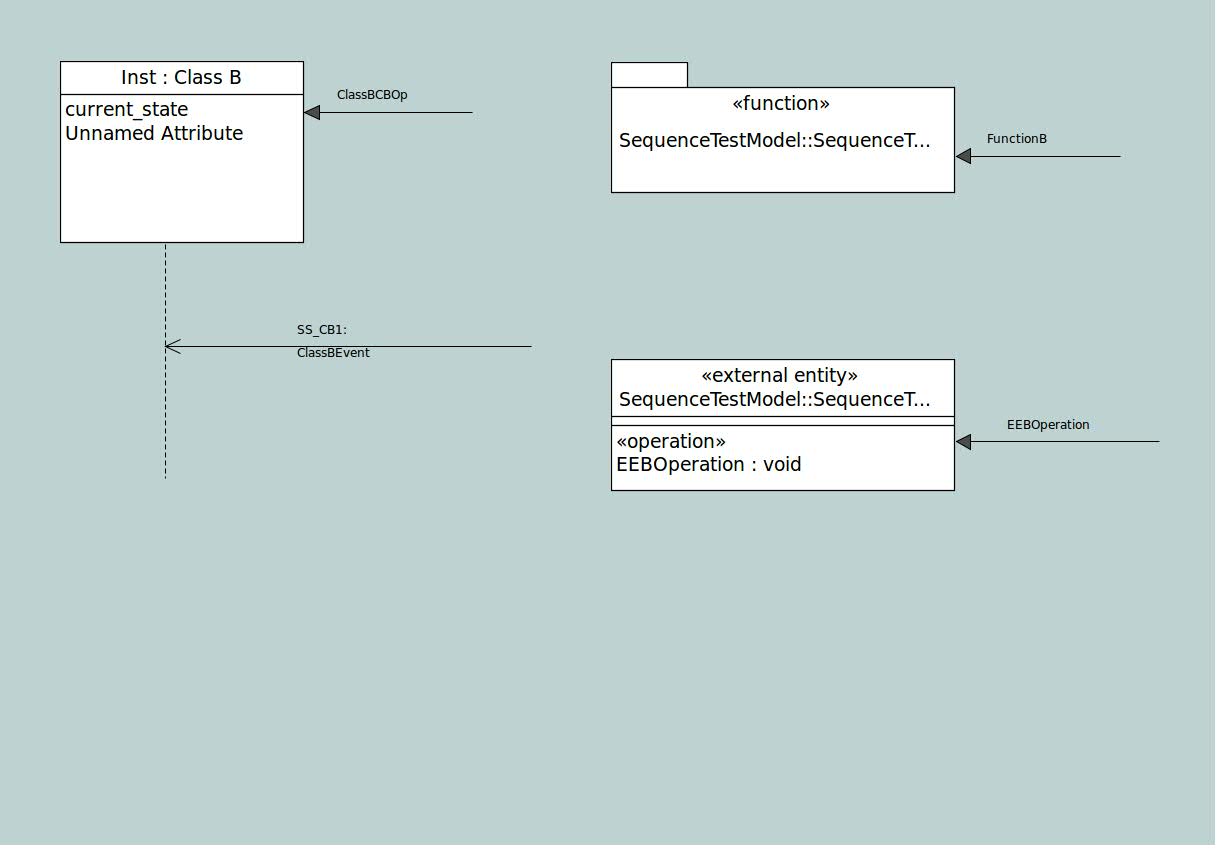 Inst : Class B
current_state
Unnamed Attribute
ClassBCBOp
SS_CB1:
ClassBEvent
«function»
SequenceTestModel::SequenceT...
FunctionB
«external entity»
SequenceTestModel::SequenceT...
«operation»
EEBOperation : void
EEBOperation